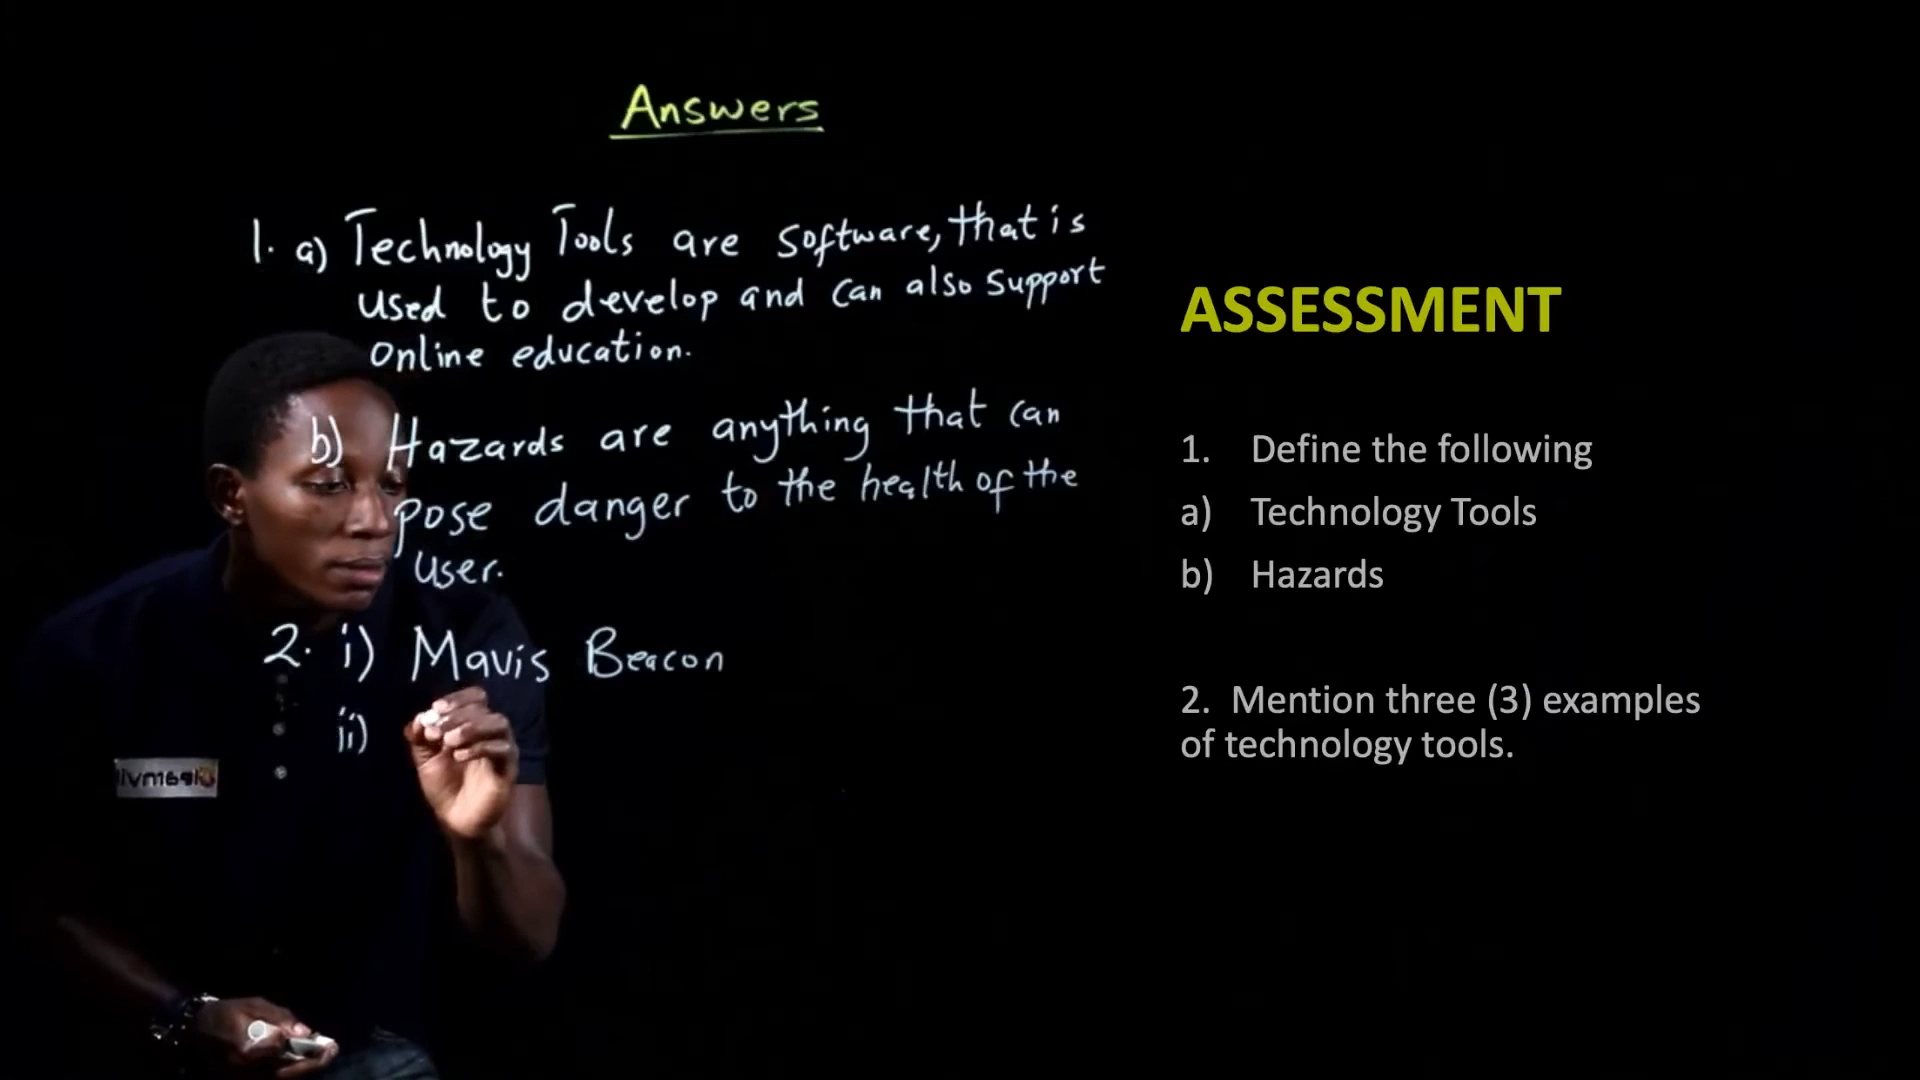 Answers
1. a) Technology Tools are software, that is
used to develop and can also support
online education.
b) Hazards are anything that can
pose danger to the health of the
user.
2. i) Mavis Beacon
ii)
ASSESSMENT
1. Define the following
a) Technology Tools
b) Hazards
2. Mention three (3) examples
of technology tools.